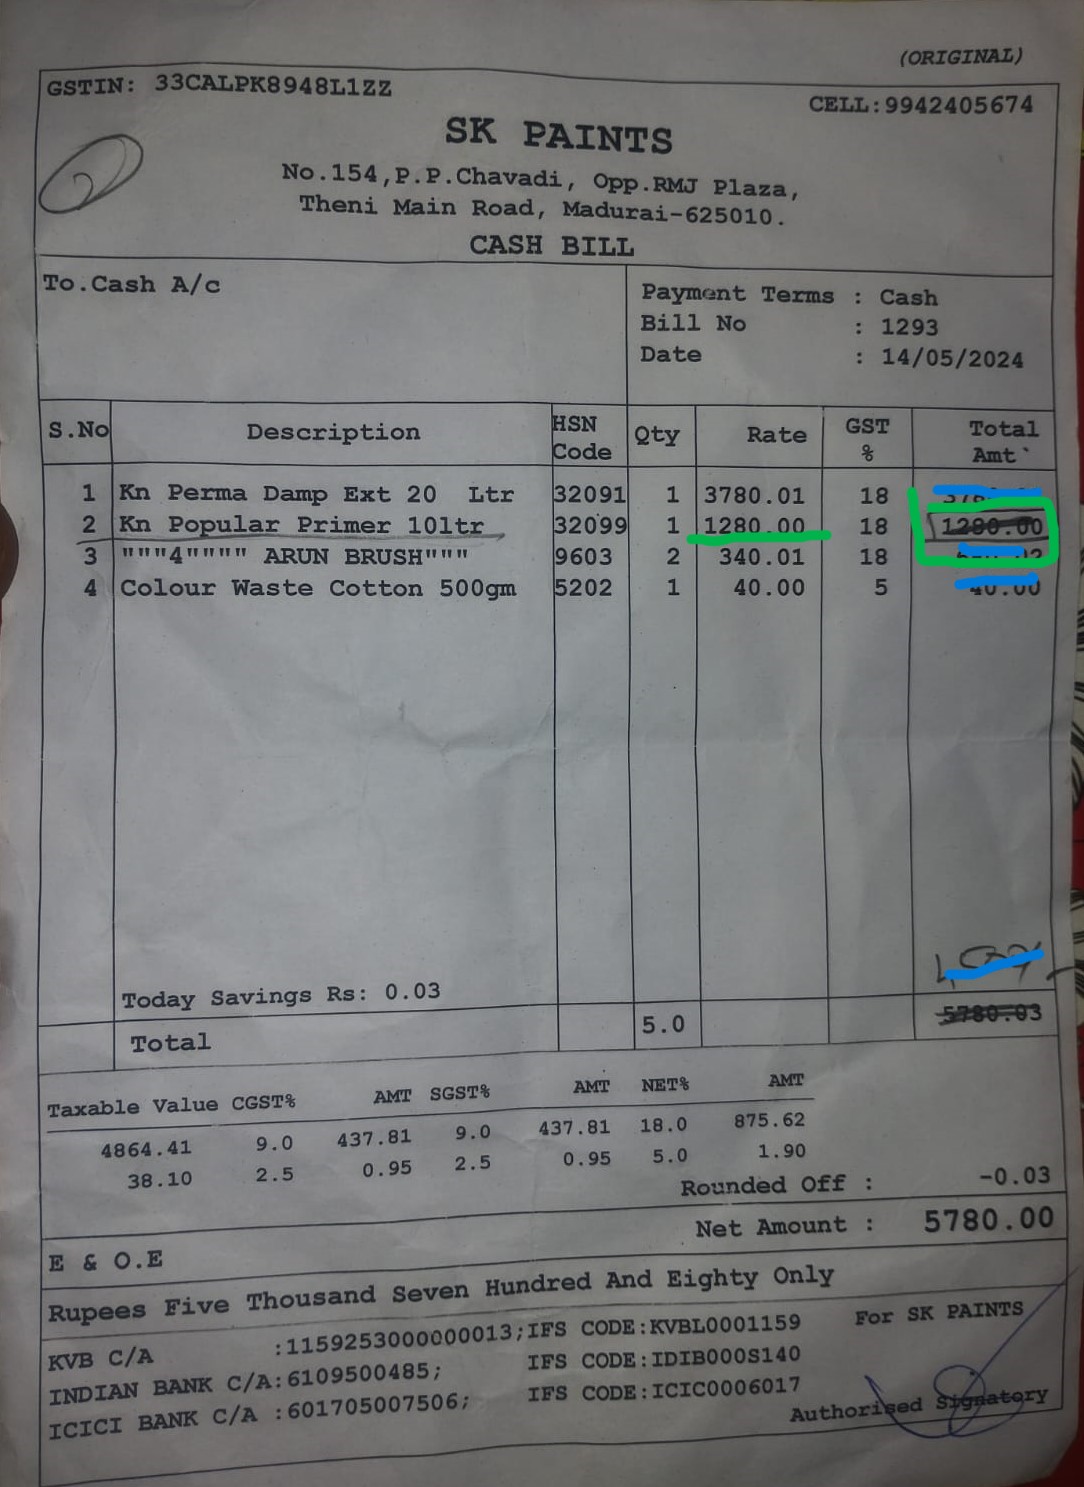 (ORIGINAL)
GSTIN: 33CALPK8948L1ZZ
CELL:9942405674
SK PAINTS
No.154,P.P.Chavadi, Opp.RMJ Plaza,
Theni Main Road, Madurai-625010.
CASH BILL
To.Cash A/c
Payment Terms : Cash
Bill No : 1293
Date : 14/05/2024
S.No Description HSN Code Qty Rate GST % Total Amt`
1 Kn Perma Damp Ext 20 Ltr 32091 1 3780.01 18
2 Kn Popular Primer 10ltr 32099 1 1280.00 18 1280.00
3 """4"""" ARUN BRUSH""" 9603 2 340.01 18
4 Colour Waste Cotton 500gm 5202 1 40.00 5 40.00
Today Savings Rs: 0.03
Total 5.0 5780.03
Taxable Value CGST% AMT SGST% AMT NET% AMT
4864.41 9.0 437.81 9.0 437.81 18.0 875.62
38.10 2.5 0.95 2.5 0.95 5.0 1.90
Rounded Off : -0.03
Net Amount : 5780.00
E & O.E
Rupees Five Thousand Seven Hundred And Eighty Only
KVB C/A :1159253000000013;IFS CODE:KVBL0001159
INDIAN BANK C/A:6109500485; IFS CODE:IDIB000S140
ICICI BANK C/A :601705007506; IFS CODE:ICIC0006017
For SK PAINTS
Authorised Signatory